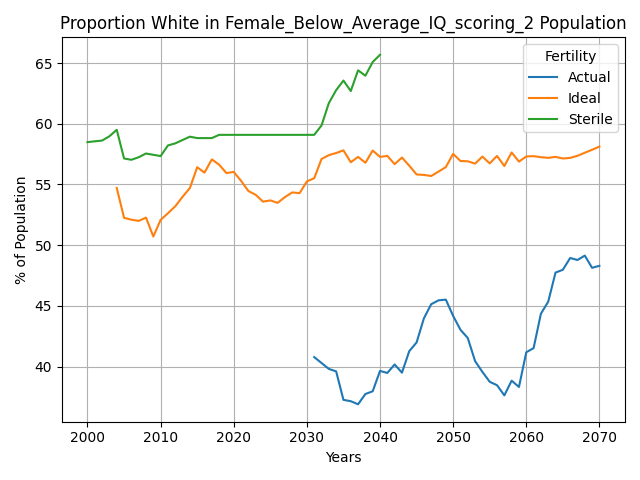 Proportion White in Female_Below_Average_IQ_scoring_2 Population
% of Population
65
60
55
50
45
40
Fertility
Actual
Ideal
Sterile
2000 2010 2020 2030 2040 2050 2060 2070
Years